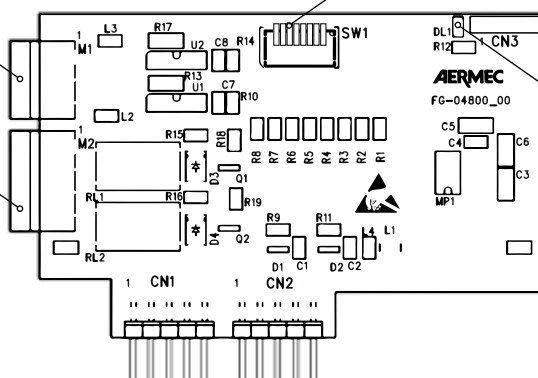 L3
R17
1
M1
U2
C8
R14
SW1
DL1
R12
1
CN3
R13
U1
C7
R10
AERMEC
FG-04800_00
L2
1
M2
R15
R18
R8
R7
R6
R5
R4
R3
R2
R1
C5
C4
C6
C3
MP1
D3
Q1
RL1
R16
R19
D4
Q2
RL2
R9
R11
L4
L1
D1
C1
D2
C2
1
CN1
1
CN2